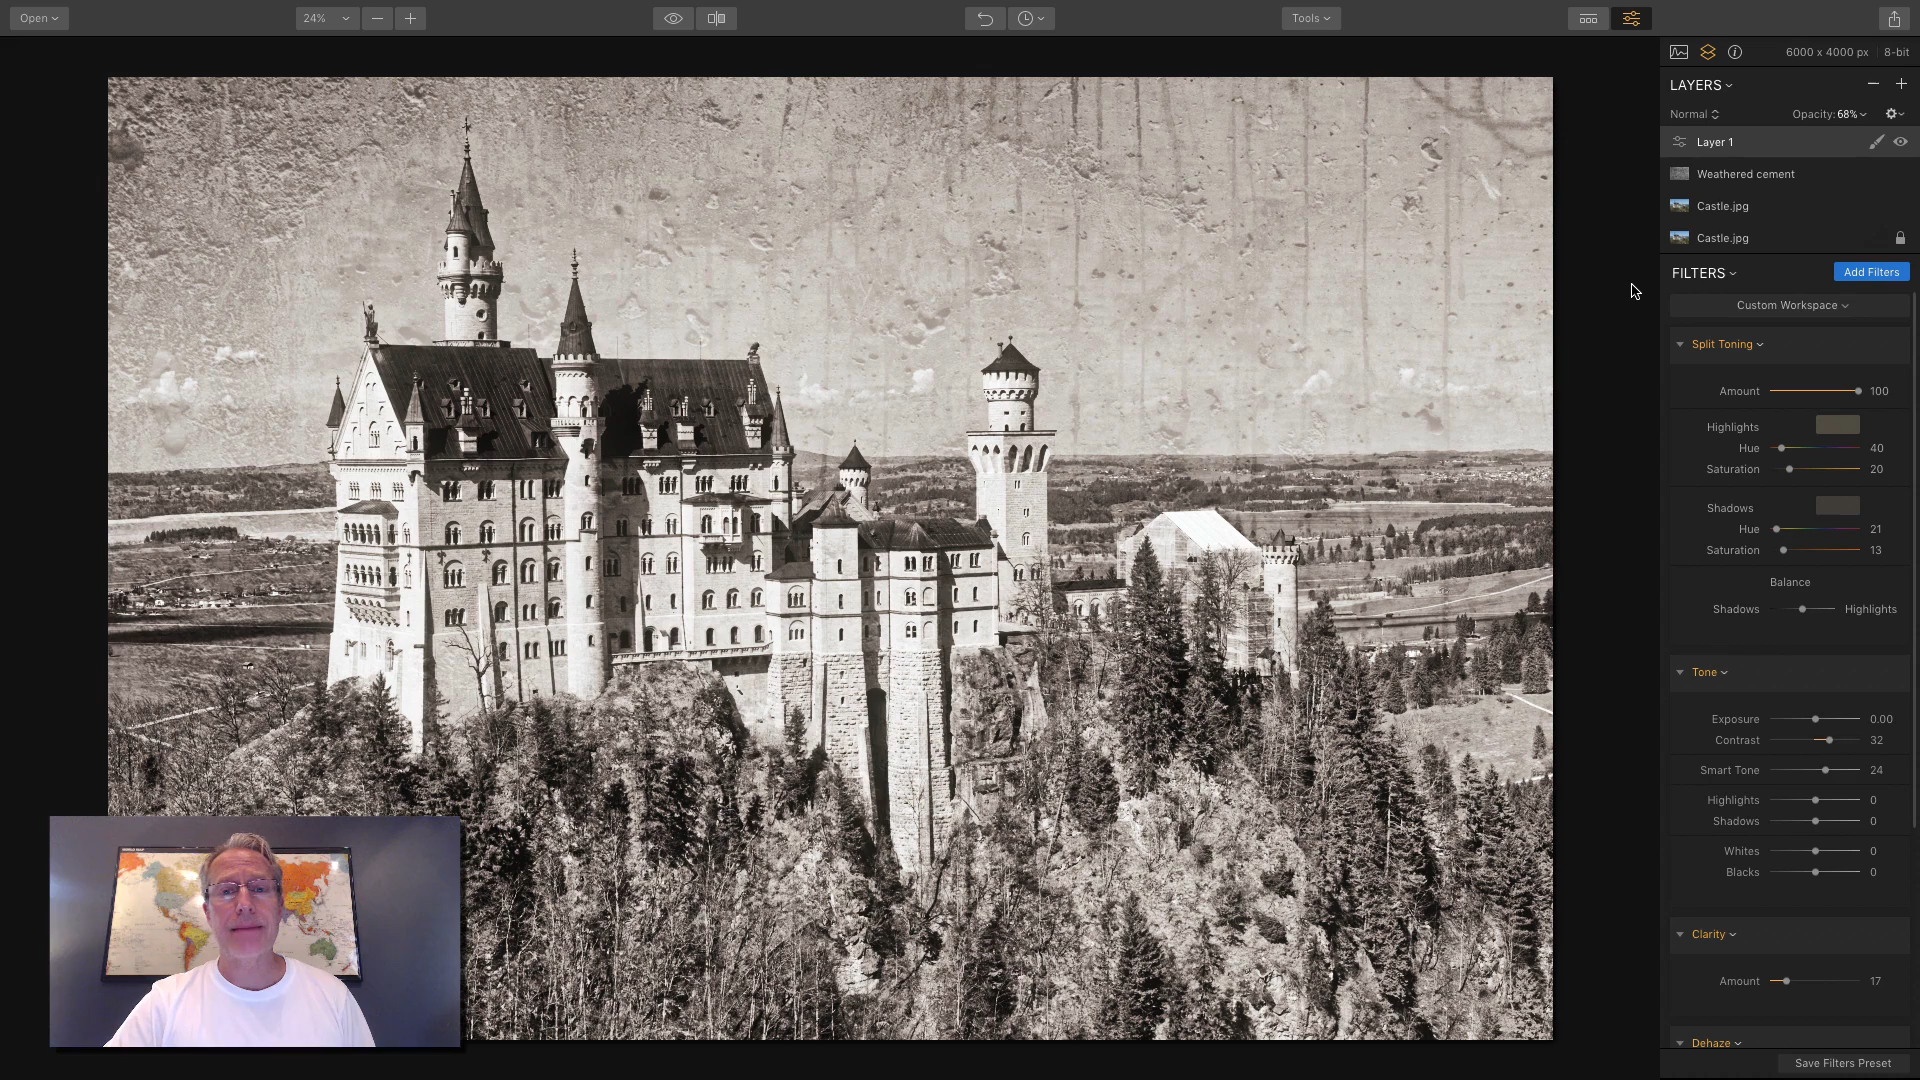 Open
24%
Tools
6000 x 4000 px
8-bit
LAYERS
Normal
Opacity: 68%
Layer 1
Weathered cement
Castle.jpg
Castle.jpg
FILTERS
Add Filters
Custom Workspace
Split Toning
Amount 100
Highlights
Hue 40
Saturation 20
Shadows
Hue 21
Saturation 13
Balance
Shadows Highlights
Tone
Exposure 0.00
Contrast 32
Smart Tone 24
Highlights 0
Shadows 0
Whites 0
Blacks 0
Clarity
Amount 17
Dehaze
Save Filters Preset